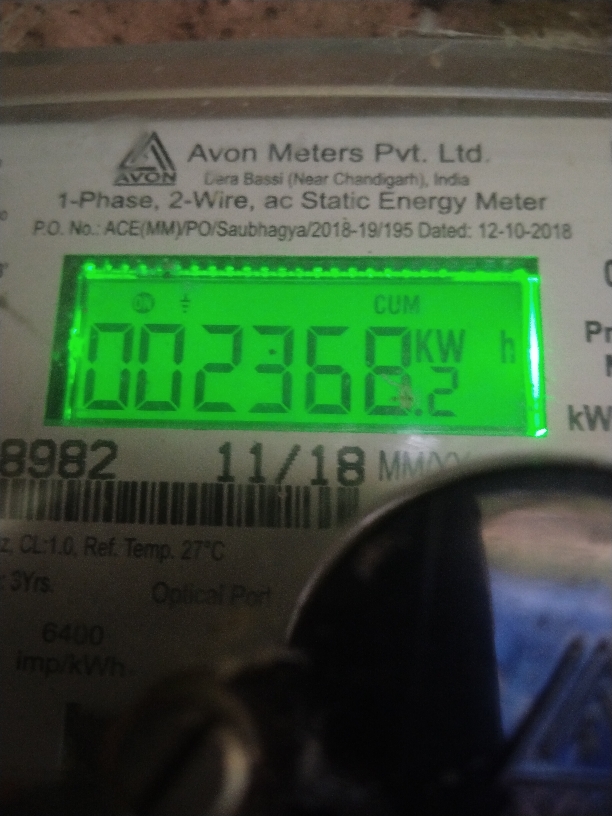 AVON
Avon Meters Pvt. Ltd.
Dera Bassi (Near Chandigarh), India
1-Phase, 2-Wire, ac Static Energy Meter
P.O. No.: ACE(MM)/PO/Saubhagya/2018-19/195 Dated: 12-10-2018
ON CUM
002368.2 KW h
8982 11/18
CL:1.0, Ref. Temp. 27°C
3Yrs.
Optical Port
6400
imp/kWh